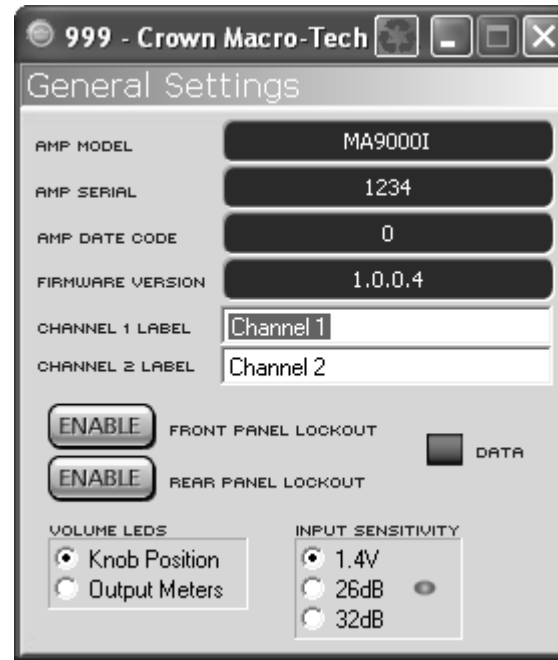 999 - Crown Macro-Tech
General Settings
AMP MODEL MA9000I
AMP SERIAL 1234
AMP DATE CODE 0
FIRMWARE VERSION 1.0.0.4
CHANNEL 1 LABEL Channel 1
CHANNEL 2 LABEL Channel 2
ENABLE FRONT PANEL LOCKOUT
DATA
ENABLE REAR PANEL LOCKOUT
VOLUME LEDS
Knob Position
Output Meters
INPUT SENSITIVITY
1.4V
26dB
32dB